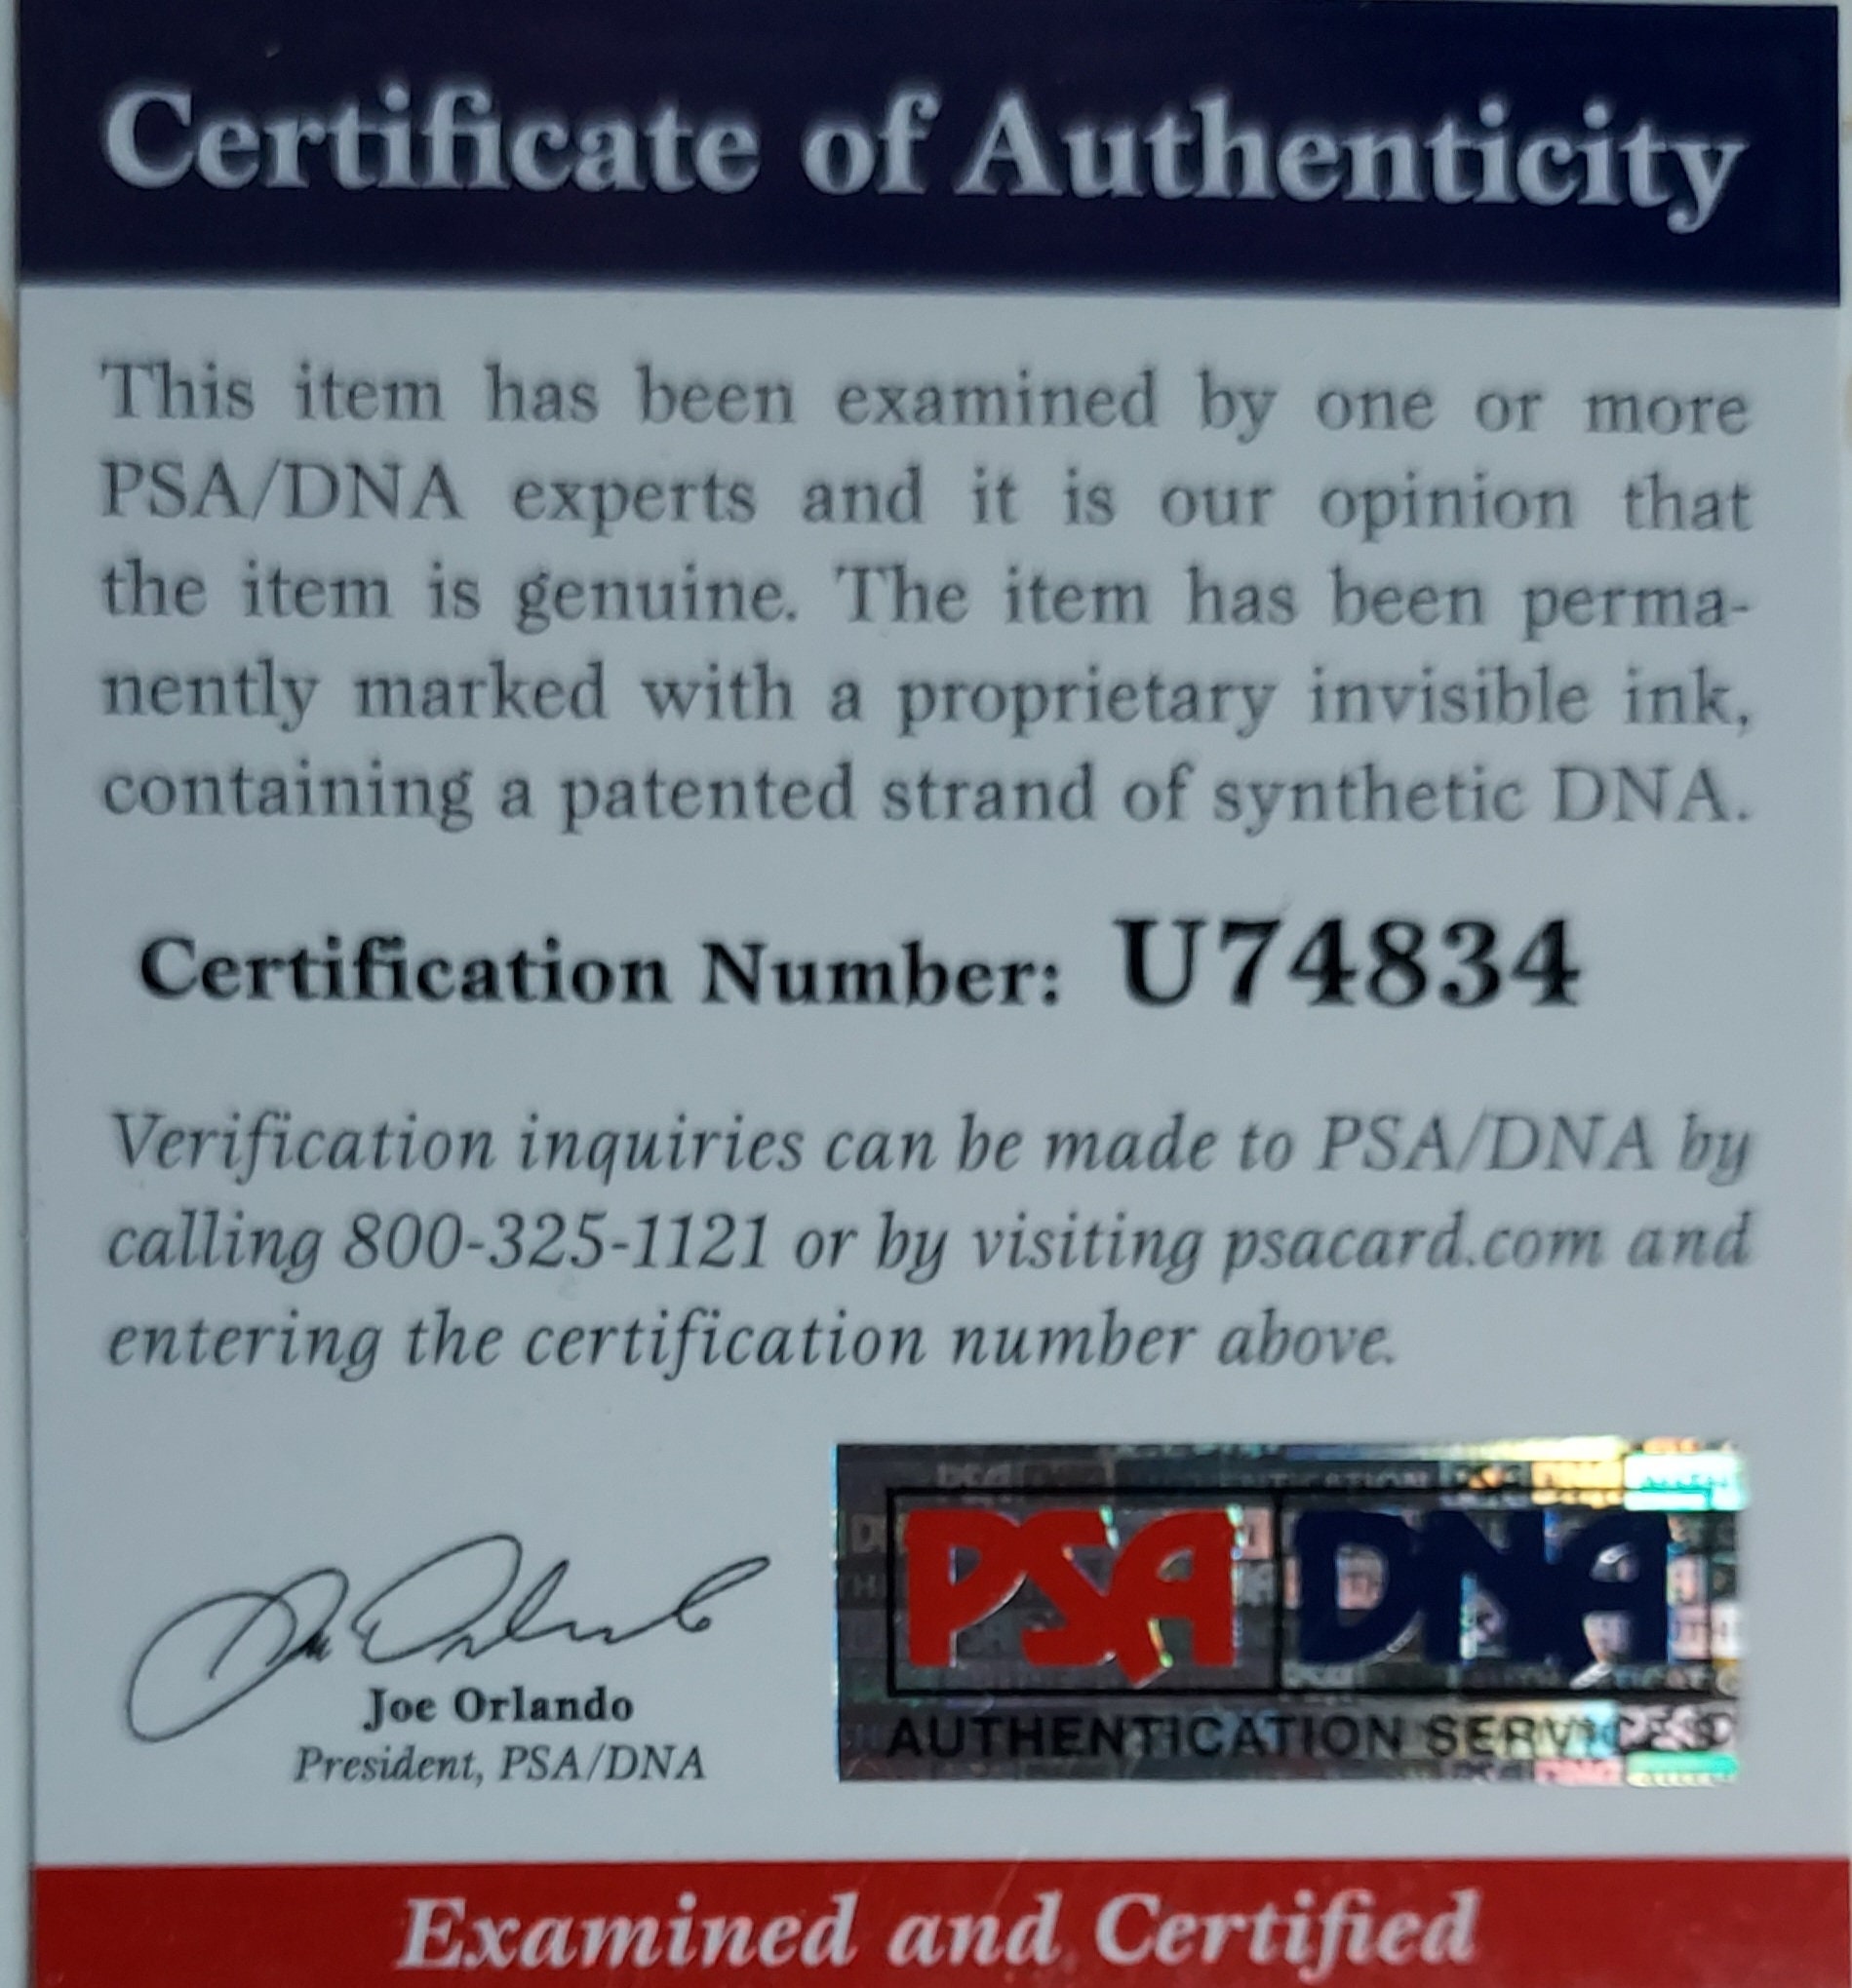 Certificate of Authenticity
This item has been examined by one or more
PSA/DNA experts and it is our opinion that
the item is genuine. The item has been perma-
nently marked with a proprietary invisible ink,
containing a patented strand of synthetic DNA.
Certification Number: U74834
Verification inquiries can be made to PSA/DNA by
calling 800-325-1121 or by visiting psacard.com and
entering the certification number above.
Joe Orlando
President, PSA/DNA
PSA DNA
AUTHENTICATION SERVICES
Examined and Certified